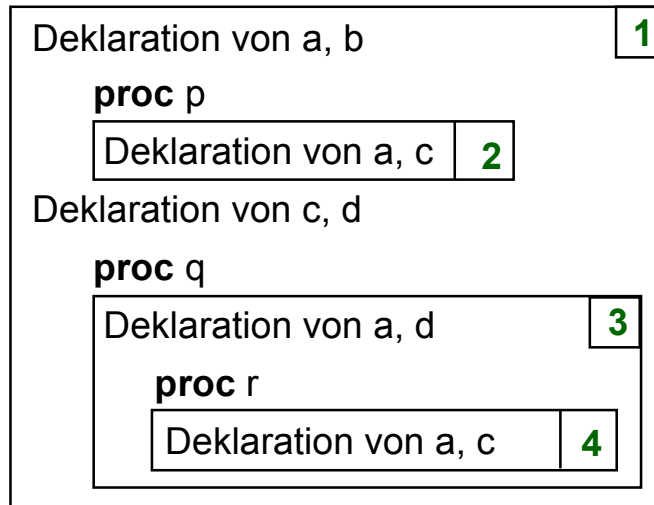 Deklaration von a, b 1
proc p
Deklaration von a, c 2
Deklaration von c, d
proc q
Deklaration von a, d 3
proc r
Deklaration von a, c 4